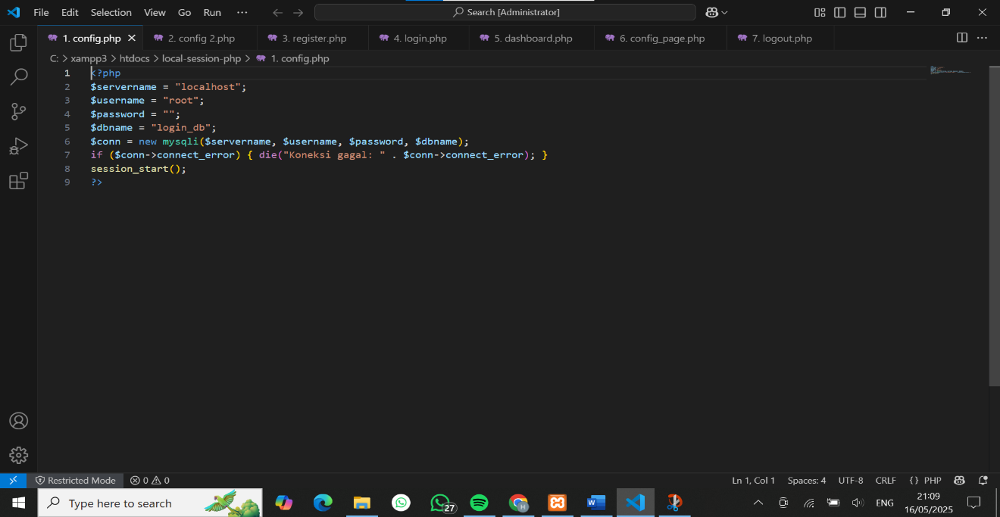 File Edit Selection View Go Run ··· Search [Administrator]
1. config.php 2. config 2.php 3. register.php 4. login.php 5. dashboard.php 6. config_page.php 7. logout.php
C: > xampp3 > htdocs > local-session-php > 1. config.php
1 <?php
2 $servername = "localhost";
3 $username = "root";
4 $password = "";
5 $dbname = "login_db";
6 $conn = new mysqli($servername, $username, $password, $dbname);
7 if ($conn->connect_error) { die("Koneksi gagal: " . $conn->connect_error); }
8 session_start();
9 ?>
Restricted Mode 0 0 Ln 1, Col 1 Spaces: 4 UTF-8 CRLF {} PHP
Type here to search 27 H W ENG 21:09
16/05/2025